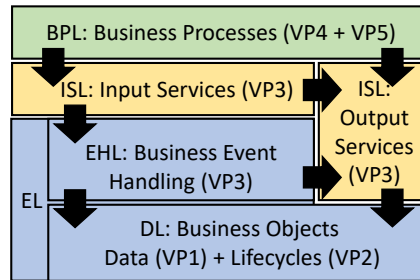 BPL: Business Processes (VP4 + VP5)
ISL: Input Services (VP3)
ISL:
Output
Services
(VP3)
EHL: Business Event
Handling (VP3)
EL
DL: Business Objects
Data (VP1) + Lifecycles (VP2)